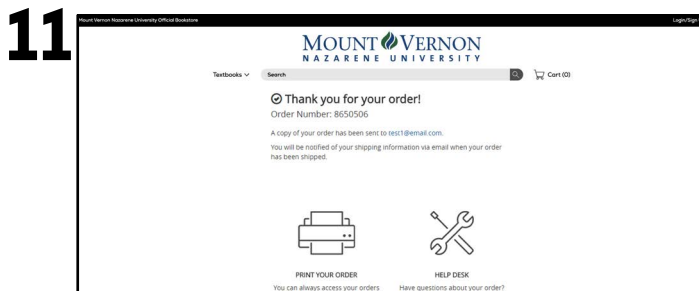 11
Mount Vernon Nazarene University Official Bookstore
Login/Sign
MOUNT VERNON
NAZARENE UNIVERSITY
Textbooks
Search
Cart (0)
Thank you for your order!
Order Number: 8650506
A copy of your order has been sent to test1@email.com.
You will be notified of your shipping information via email when your order
has been shipped.
PRINT YOUR ORDER
HELP DESK
You can always access your orders
Have questions about your order?